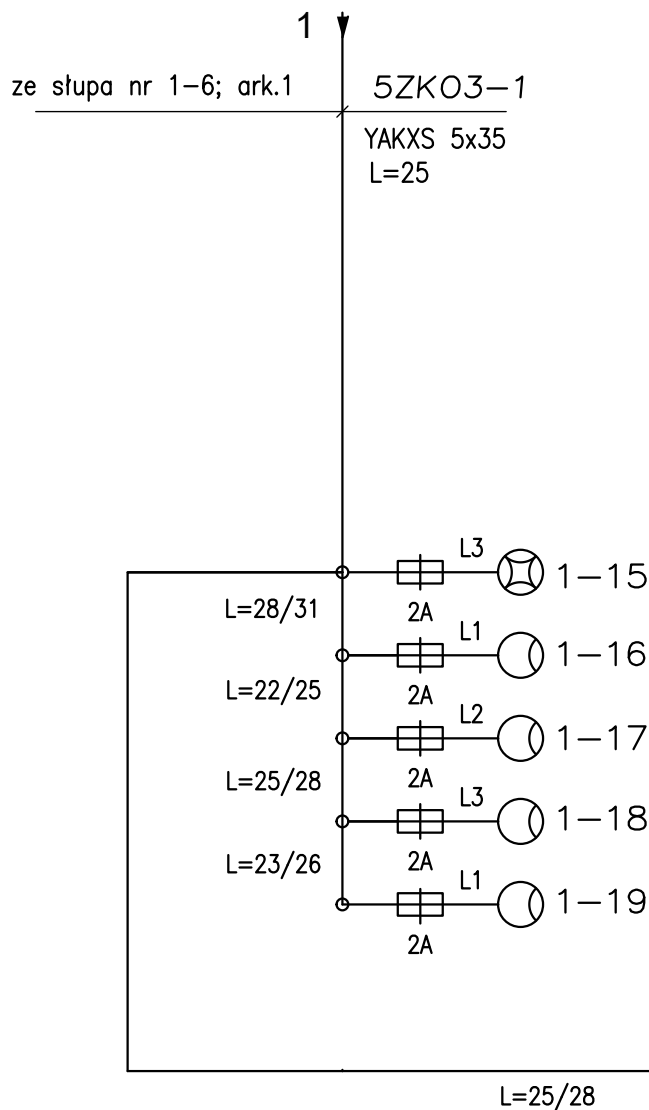 1
ze słupa nr 1-6; ark.1
5ZKO3-1
YAKXS 5x35
L=25
L3
1-15
2A
L=28/31
L1
1-16
2A
L=22/25
L2
1-17
2A
L=25/28
L3
1-18
2A
L=23/26
L1
1-19
2A
L=25/28